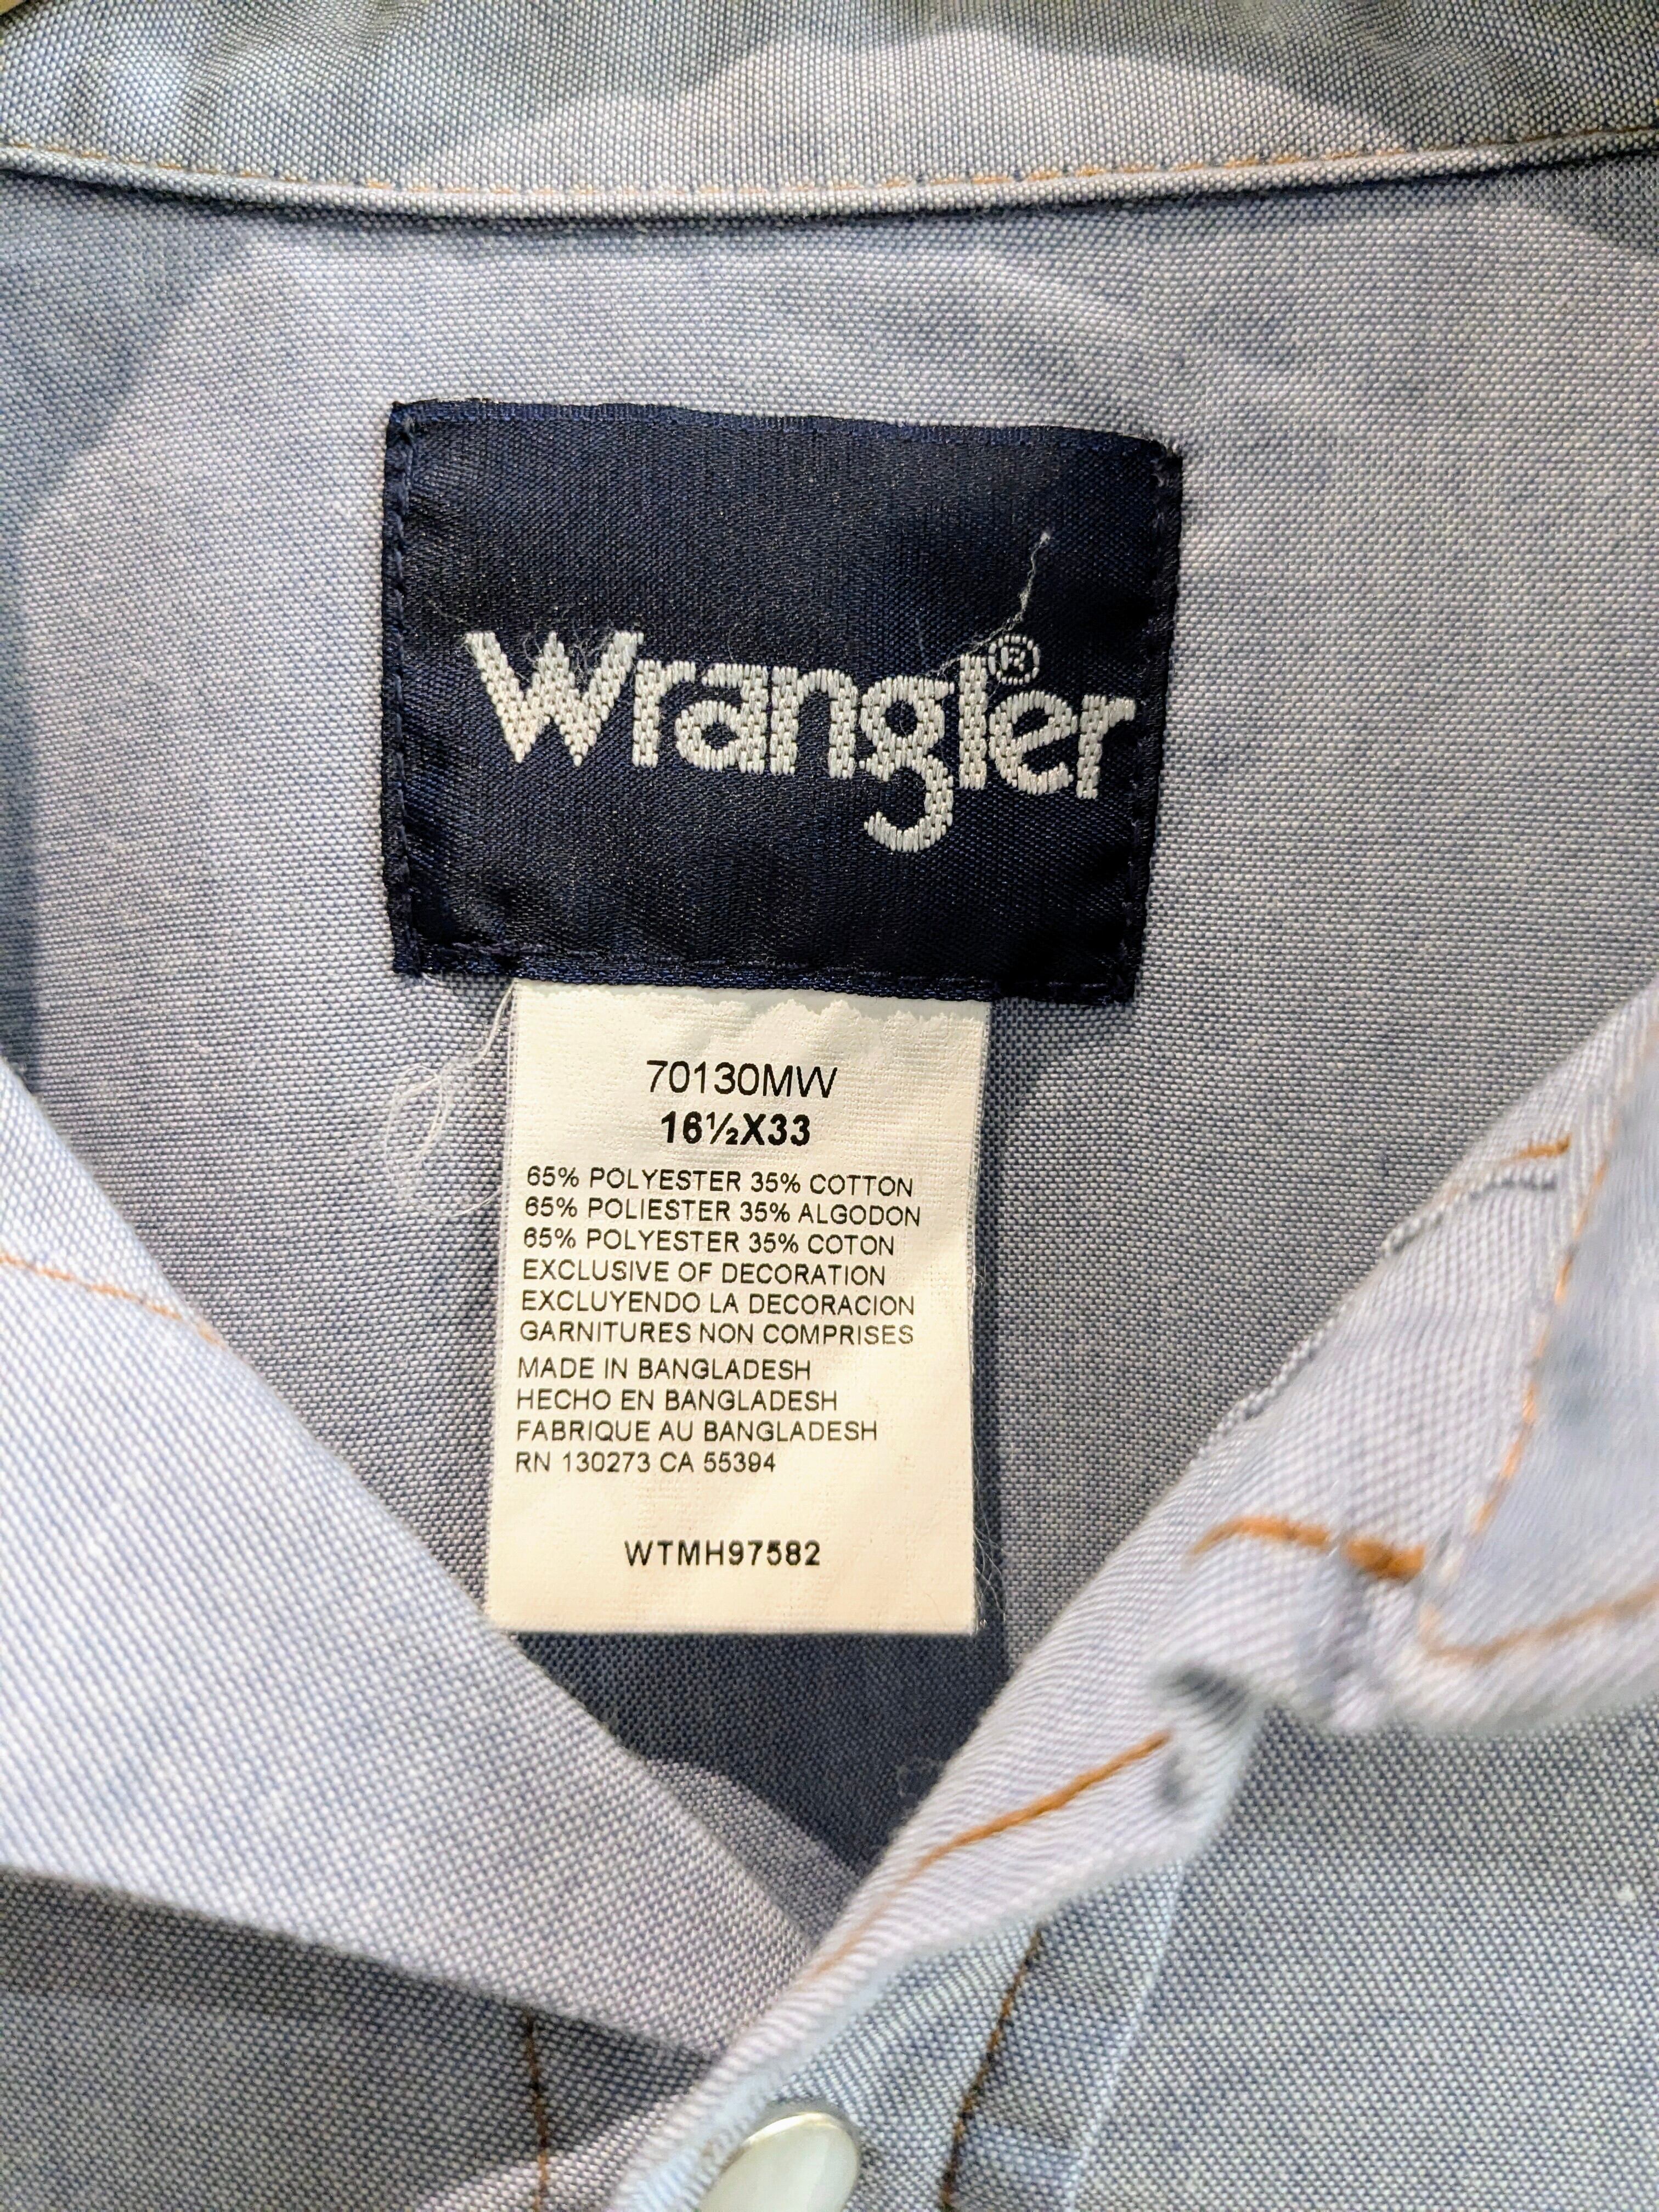 Wrangler®
70130MW
16½X33
65% POLYESTER 35% COTTON
65% POLIESTER 35% ALGODON
65% POLYESTER 35% COTON
EXCLUSIVE OF DECORATION
EXCLUYENDO LA DECORACION
GARNITURES NON COMPRISES
MADE IN BANGLADESH
HECHO EN BANGLADESH
FABRIQUE AU BANGLADESH
RN 130273 CA 55394
WTMH97582